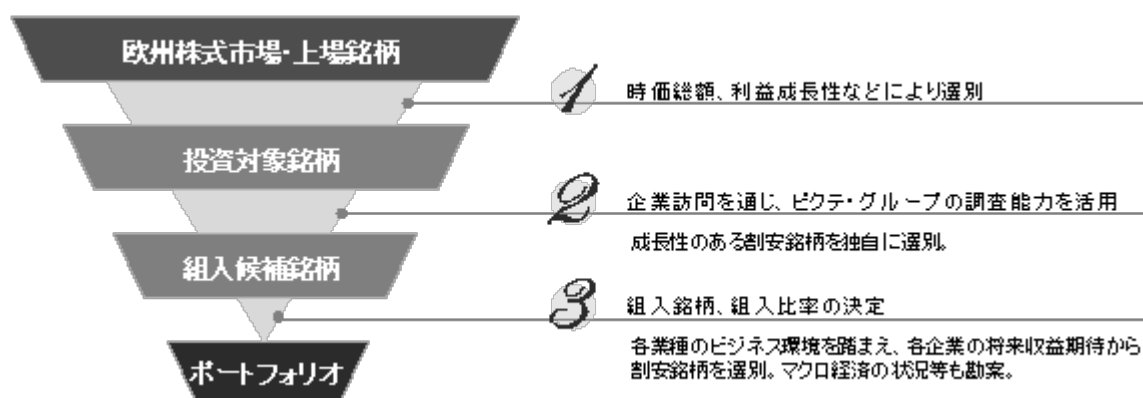 欧州株式市場・上場銘柄
1 時価総額、利益成長性などにより選別
投資対象銘柄
2 企業訪問を通じ、ピクテ・グループの調査能力を活用
成長性のある割安銘柄を独自に選別。
組入候補銘柄
3 組入銘柄、組入比率の決定
各業種のビジネス環境を踏まえ、各企業の将来収益期待から
割安銘柄を選別。マクロ経済の状況等も勘案。
ポートフォリオ